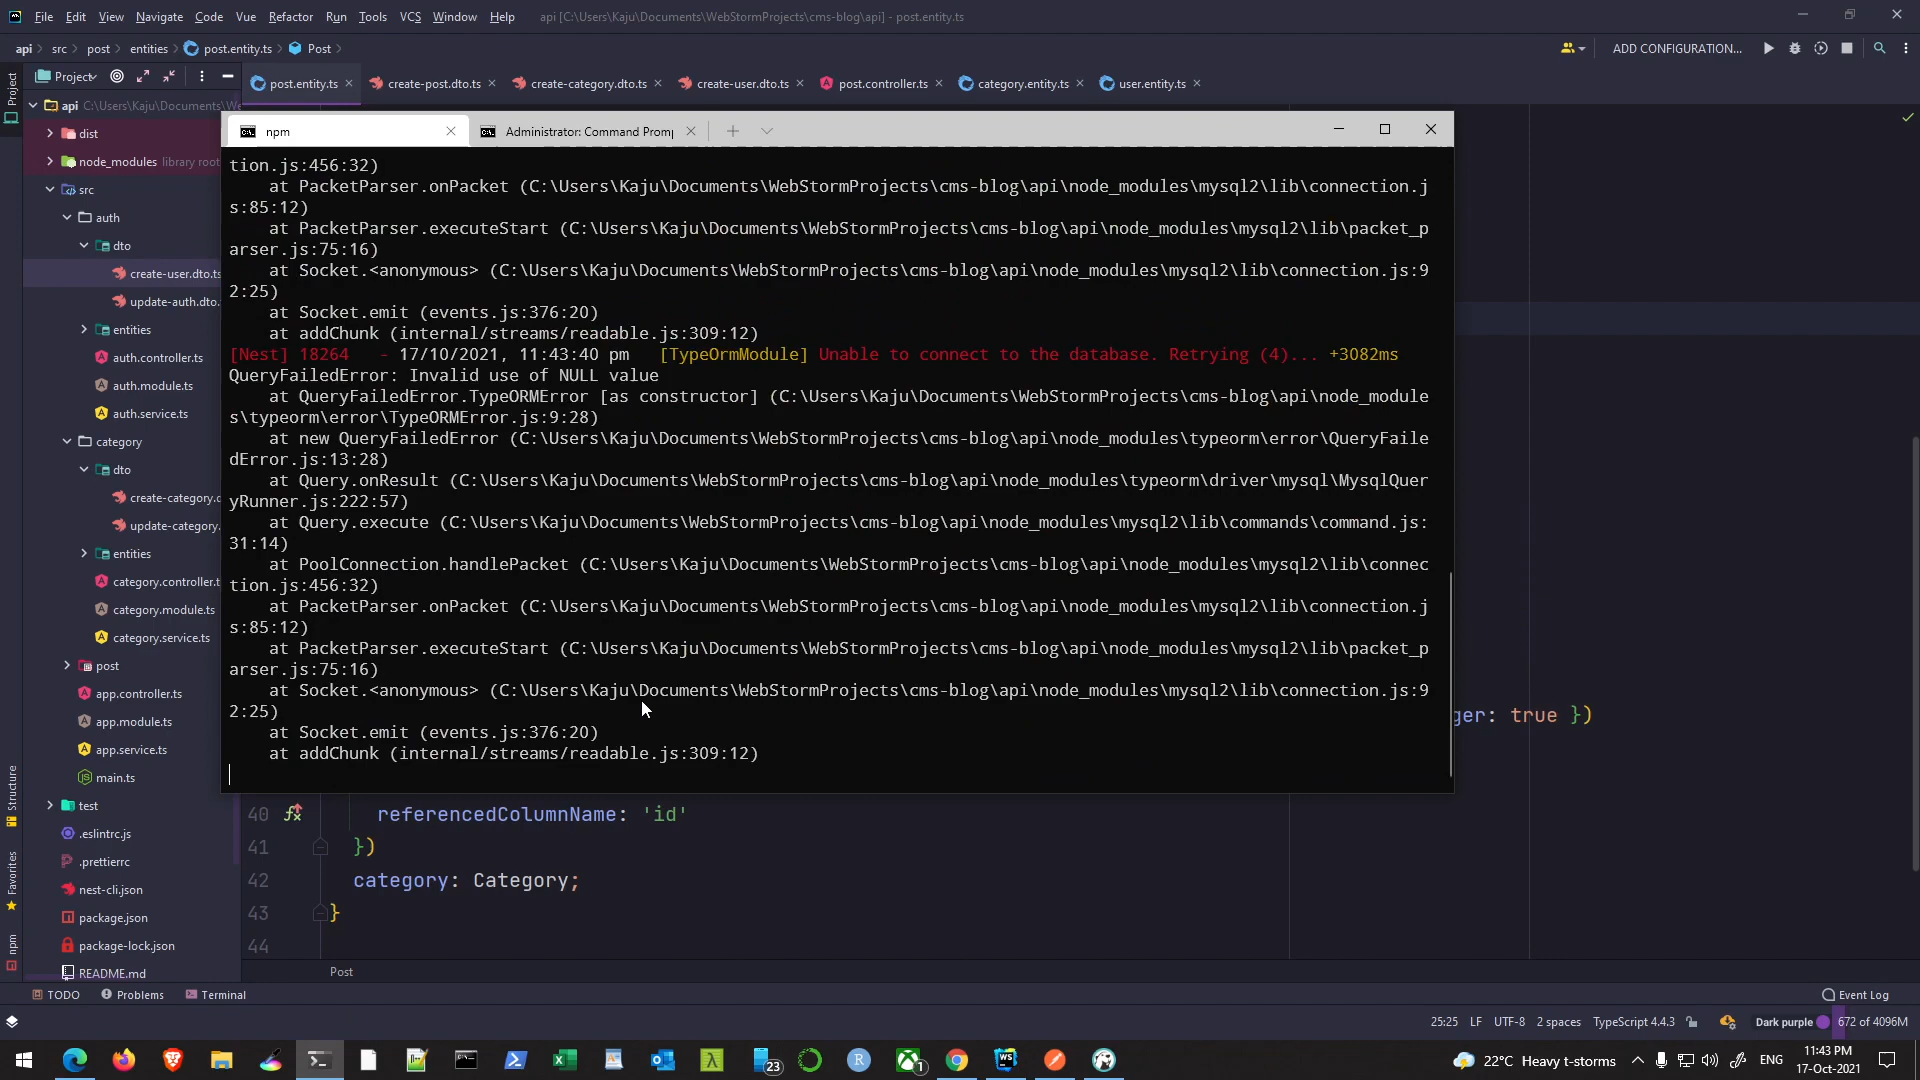 File Edit View Navigate Code Vue Refactor Run Tools VCS Window Help api [C:\Users\Kaju\Documents\WebStormProjects\cms-blog\api] - post.entity.ts
api src post entities post.entity.ts Post ADD CONFIGURATION...
Project post.entity.ts create-post.dto.ts create-category.dto.ts create-user.dto.ts post.controller.ts category.entity.ts user.entity.ts
Project
api C:\Users\Kaju\Documents\We
dist
node_modules library root
src
auth
dto
create-user.dto.ts
update-auth.dto.
entities
auth.controller.ts
auth.module.ts
auth.service.ts
category
dto
create-category.d
update-category.
entities
category.controller.t
category.module.ts
category.service.ts
post
app.controller.ts
app.module.ts
app.service.ts
main.ts
test
.eslintrc.js
.prettierrc
nest-cli.json
package.json
package-lock.json
README.md
Structure
Favorites
npm
npm Administrator: Command Promp
tion.js:456:32)
at PacketParser.onPacket (C:\Users\Kaju\Documents\WebStormProjects\cms-blog\api\node_modules\mysql2\lib\connection.j
s:85:12)
at PacketParser.executeStart (C:\Users\Kaju\Documents\WebStormProjects\cms-blog\api\node_modules\mysql2\lib\packet_p
arser.js:75:16)
at Socket.<anonymous> (C:\Users\Kaju\Documents\WebStormProjects\cms-blog\api\node_modules\mysql2\lib\connection.js:9
2:25)
at Socket.emit (events.js:376:20)
at addChunk (internal/streams/readable.js:309:12)
[Nest] 18264 - 17/10/2021, 11:43:40 pm [TypeOrmModule] Unable to connect to the database. Retrying (4)... +3082ms
QueryFailedError: Invalid use of NULL value
at QueryFailedError.TypeORMError [as constructor] (C:\Users\Kaju\Documents\WebStormProjects\cms-blog\api\node_module
s\typeorm\error\TypeORMError.js:9:28)
at new QueryFailedError (C:\Users\Kaju\Documents\WebStormProjects\cms-blog\api\node_modules\typeorm\error\QueryFaile
dError.js:13:28)
at Query.onResult (C:\Users\Kaju\Documents\WebStormProjects\cms-blog\api\node_modules\typeorm\driver\mysql\MysqlQuer
yRunner.js:222:57)
at Query.execute (C:\Users\Kaju\Documents\WebStormProjects\cms-blog\api\node_modules\mysql2\lib\commands\command.js:
31:14)
at PoolConnection.handlePacket (C:\Users\Kaju\Documents\WebStormProjects\cms-blog\api\node_modules\mysql2\lib\connec
tion.js:456:32)
at PacketParser.onPacket (C:\Users\Kaju\Documents\WebStormProjects\cms-blog\api\node_modules\mysql2\lib\connection.j
s:85:12)
at PacketParser.executeStart (C:\Users\Kaju\Documents\WebStormProjects\cms-blog\api\node_modules\mysql2\lib\packet_p
arser.js:75:16)
at Socket.<anonymous> (C:\Users\Kaju\Documents\WebStormProjects\cms-blog\api\node_modules\mysql2\lib\connection.js:9
2:25)
at Socket.emit (events.js:376:20)
at addChunk (internal/streams/readable.js:309:12)
ger: true })
40 referencedColumnName: 'id'
41 })
42 category: Category;
43 }
44
Post
TODO Problems Terminal Event Log
25:25 LF UTF-8 2 spaces TypeScript 4.4.3 Dark purple 672 of 4096M
23 1 22°C Heavy t-storms ENG 11:43 PM
17-Oct-2021